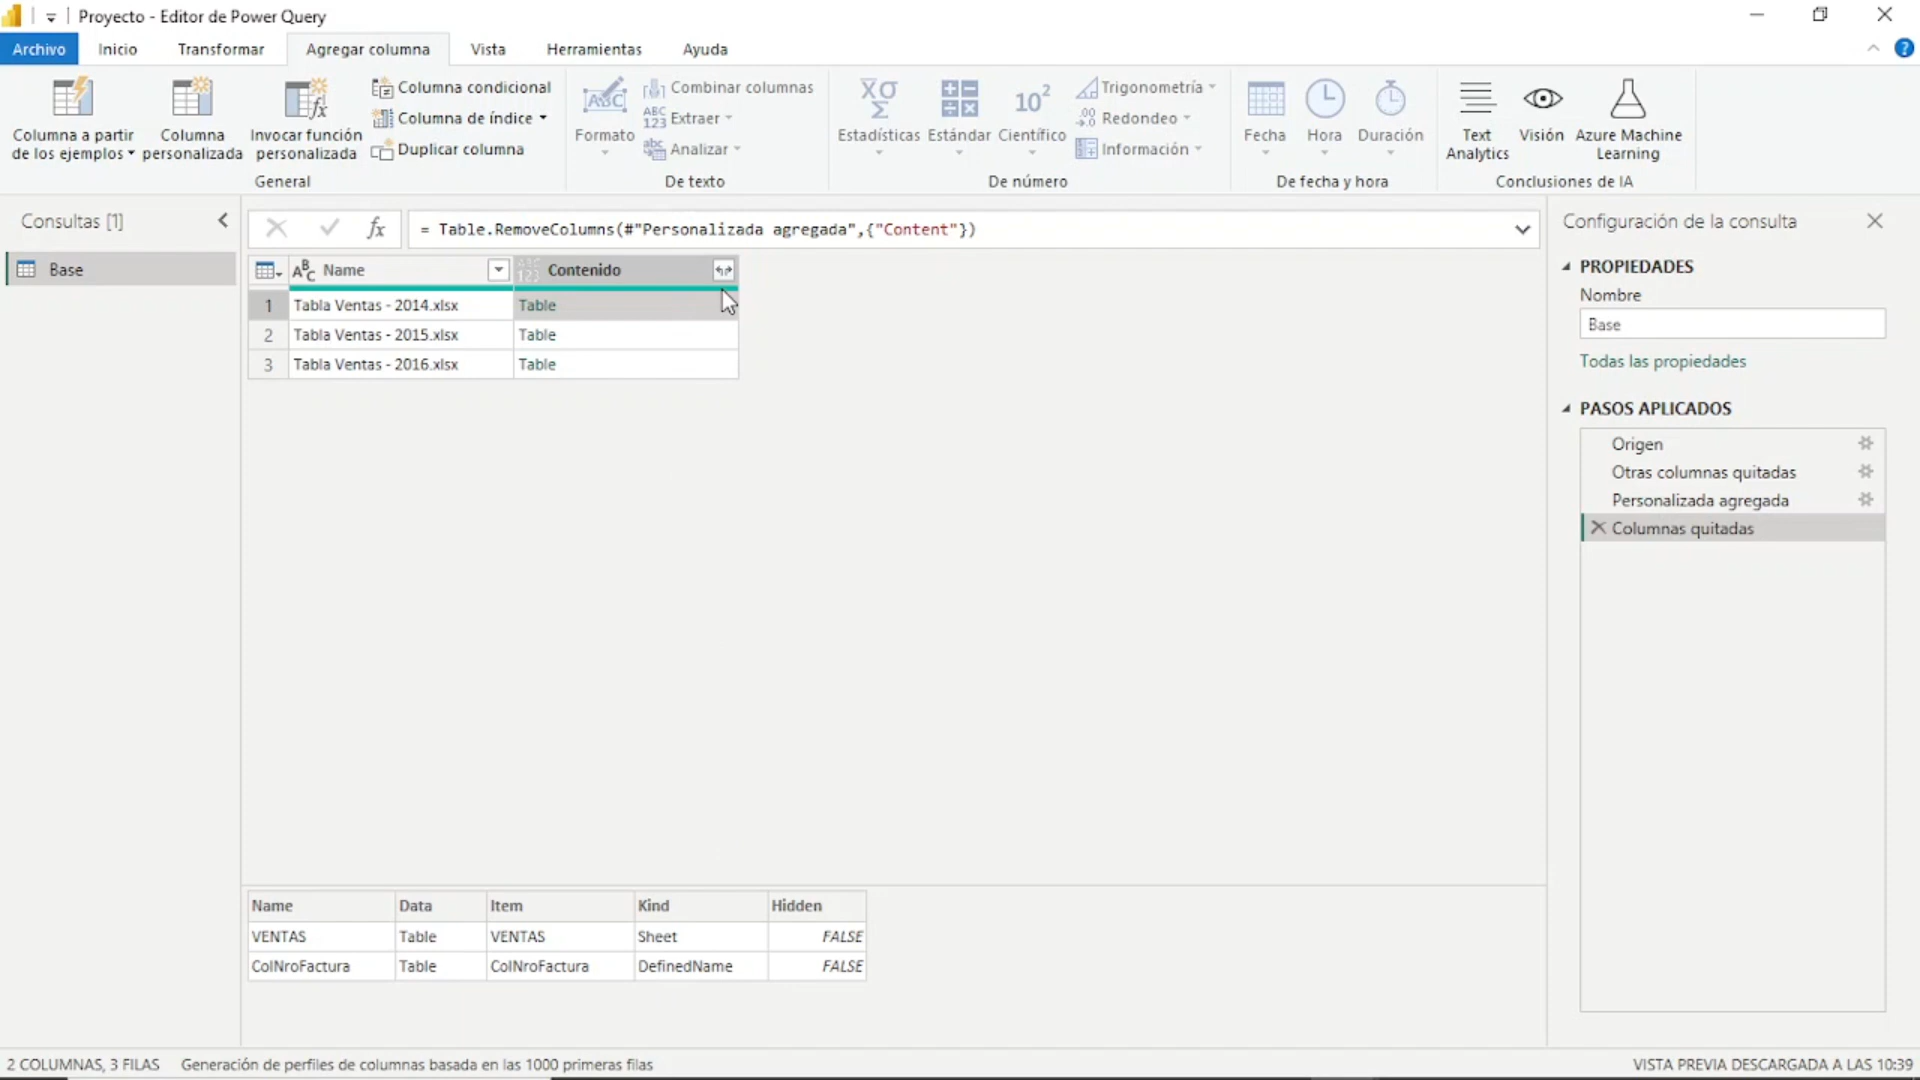 Proyecto - Editor de Power Query
Archivo Inicio Transformar Agregar columna Vista Herramientas Ayuda
Columna a partir de los ejemplos
Columna personalizada
Invocar función personalizada
Columna condicional
Columna de índice
Duplicar columna
General
Formato
Combinar columnas
Extraer
Analizar
De texto
Estadísticas
Estándar
Científico
Trigonometría
Redondeo
Información
De número
Fecha
Hora
Duración
De fecha y hora
Text Analytics
Visión
Azure Machine Learning
Conclusiones de IA
Consultas [1]
Base
= Table.RemoveColumns(#"Personalizada agregada",{"Content"})
Name Contenido
1 Tabla Ventas - 2014.xlsx Table
2 Tabla Ventas - 2015.xlsx Table
3 Tabla Ventas - 2016.xlsx Table
Name Data Item Kind Hidden
VENTAS Table VENTAS Sheet FALSE
ColNroFactura Table ColNroFactura DefinedName FALSE
Configuración de la consulta
PROPIEDADES
Nombre
Base
Todas las propiedades
PASOS APLICADOS
Origen
Otras columnas quitadas
Personalizada agregada
Columnas quitadas
2 COLUMNAS, 3 FILAS Generación de perfiles de columnas basada en las 1000 primeras filas
VISTA PREVIA DESCARGADA A LAS 10:39